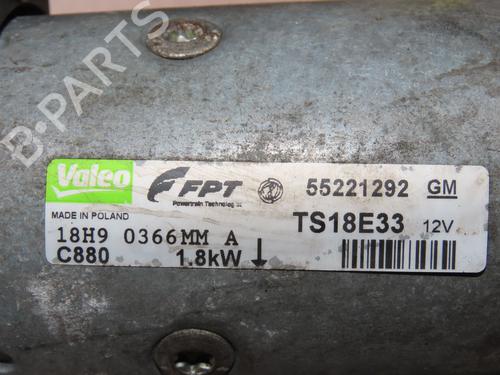 B-PARTS
Valeo FPT 55221292 GM
Powertrain Technologies
MADE IN POLAND TS18E33 12V
18H9 0366MM A
C880 1.8kW